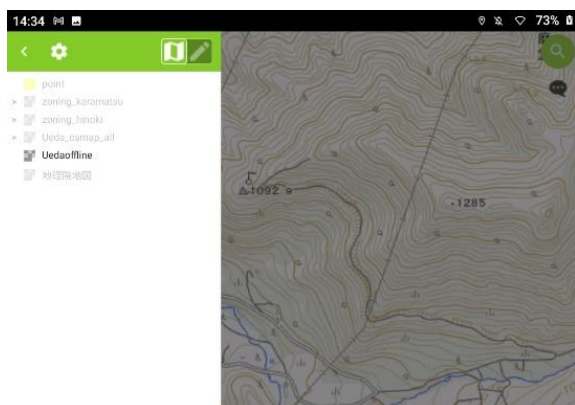 14:34
73%
point
zoning_karamatsu
zoning_hinoki
Ueda_csmap_all
Uedaoffline
地理院地図
1092
1285